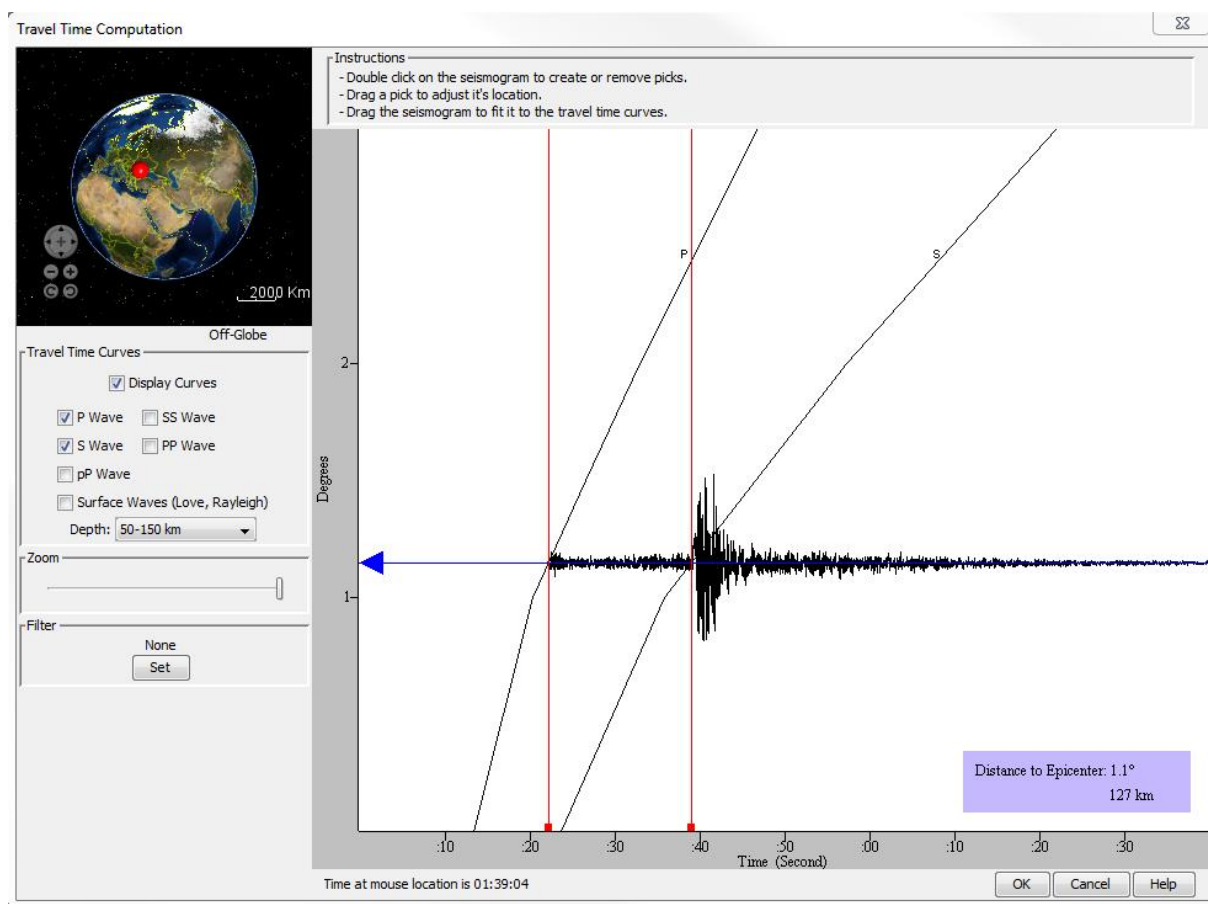 Travel Time Computation
2000 Km
Off-Globe
Travel Time Curves
Display Curves
P Wave
SS Wave
S Wave
PP Wave
pP Wave
Surface Waves (Love, Rayleigh)
Depth: 50-150 km
Zoom
Filter
None
Set
Instructions
- Double click on the seismogram to create or remove picks.
- Drag a pick to adjust it's location.
- Drag the seismogram to fit it to the travel time curves.
P
S
2
1
Degrees
Distance to Epicenter: 1.1°
127 km
:10 :20 :30 :40 :50 :00 :10 :20 :30
Time (Second)
Time at mouse location is 01:39:04
OK Cancel Help